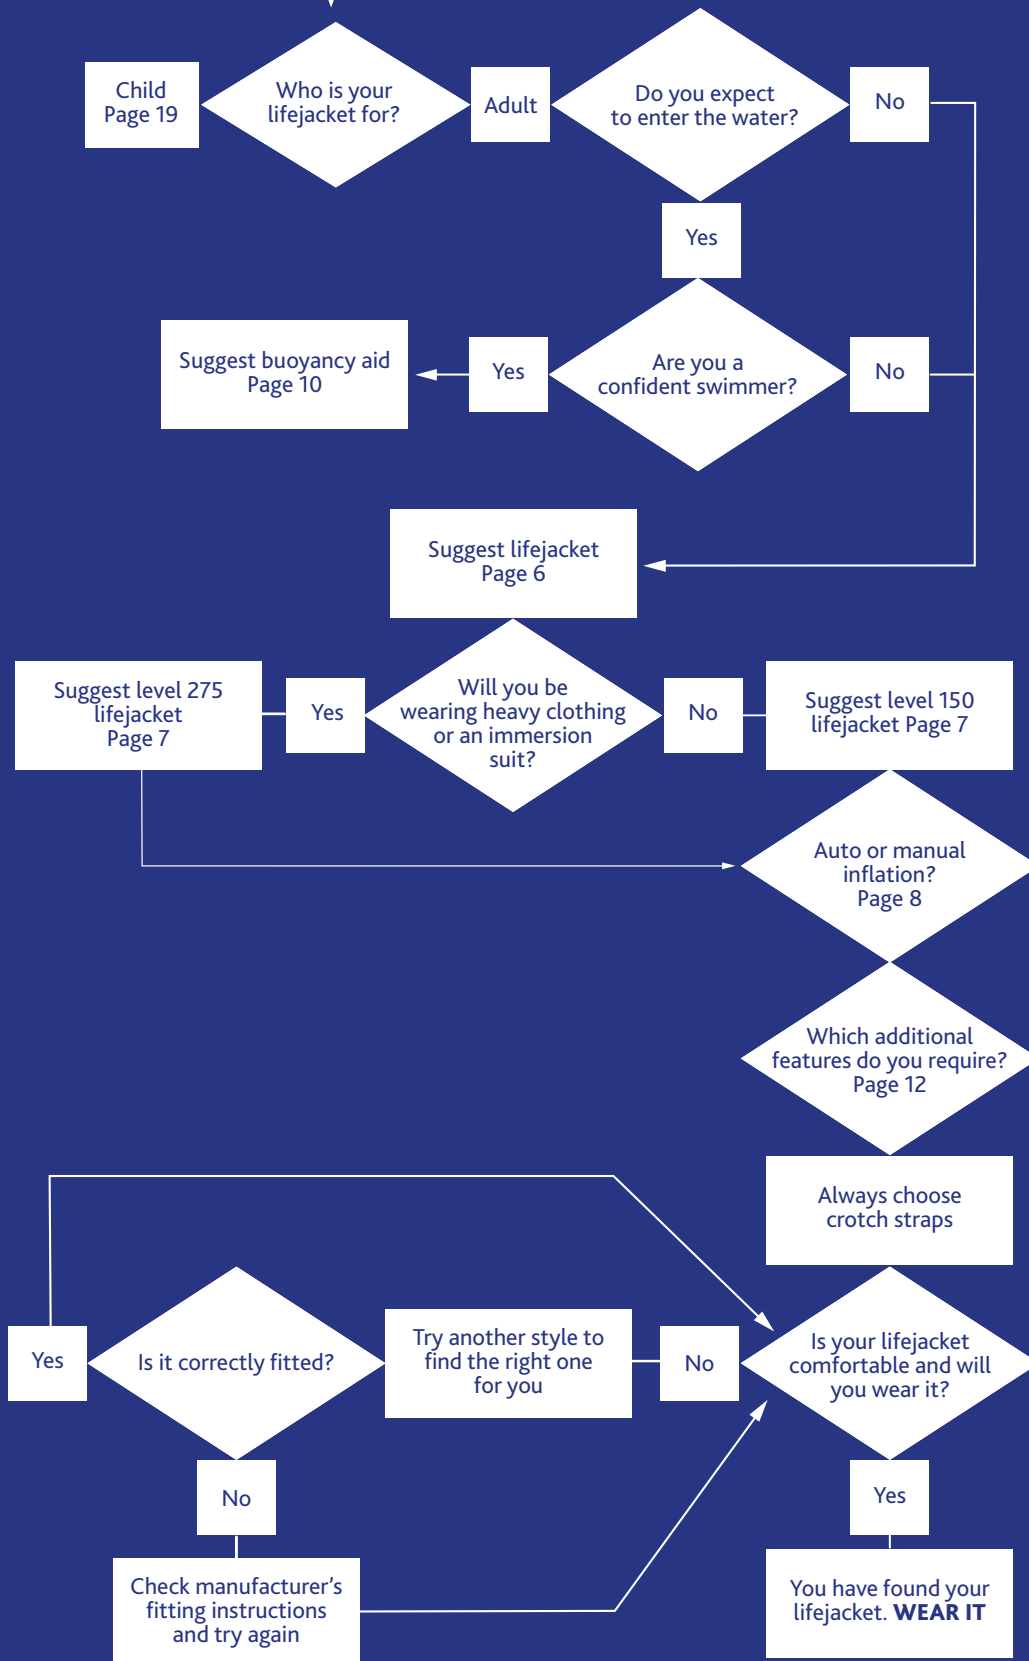 Child
Page 19
Who is your
lifejacket for?
Adult
Do you expect
to enter the water?
No
Yes
Suggest buoyancy aid
Page 10
Yes
Are you a
confident swimmer?
No
Suggest lifejacket
Page 6
Suggest level 275
lifejacket
Page 7
Yes
Will you be
wearing heavy clothing
or an immersion
suit?
No
Suggest level 150
lifejacket Page 7
Auto or manual
inflation?
Page 8
Which additional
features do you require?
Page 12
Always choose
crotch straps
Yes
Is it correctly fitted?
Try another style to
find the right one
for you
No
Is your lifejacket
comfortable and will
you wear it?
No
Yes
Check manufacturer’s
fitting instructions
and try again
You have found your
lifejacket. WEAR IT